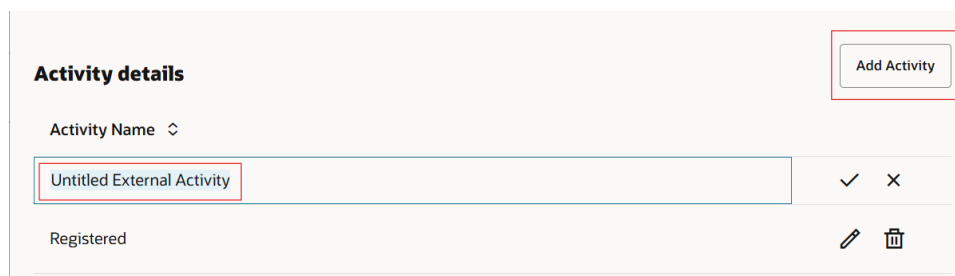 Activity details
Add Activity
Activity Name
Untitled External Activity
Registered